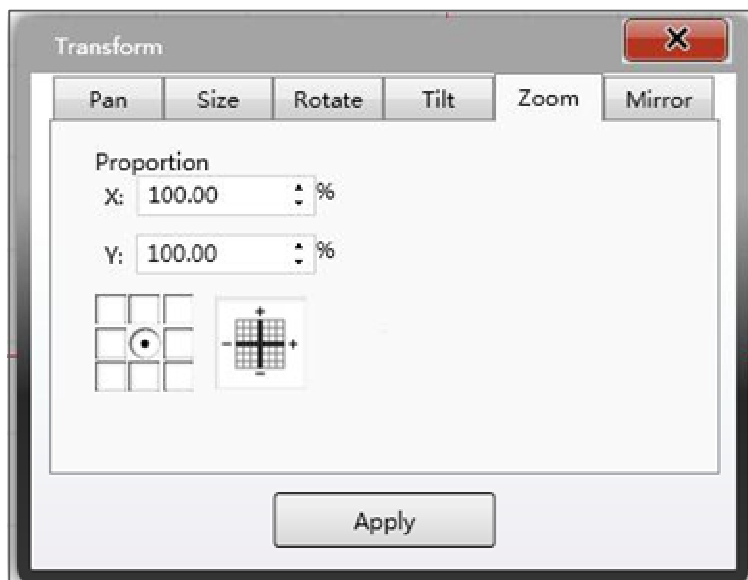 Transform
Pan Size Rotate Tilt Zoom Mirror
Proportion
X: 100.00 %
Y: 100.00 %
+
- +
-
Apply